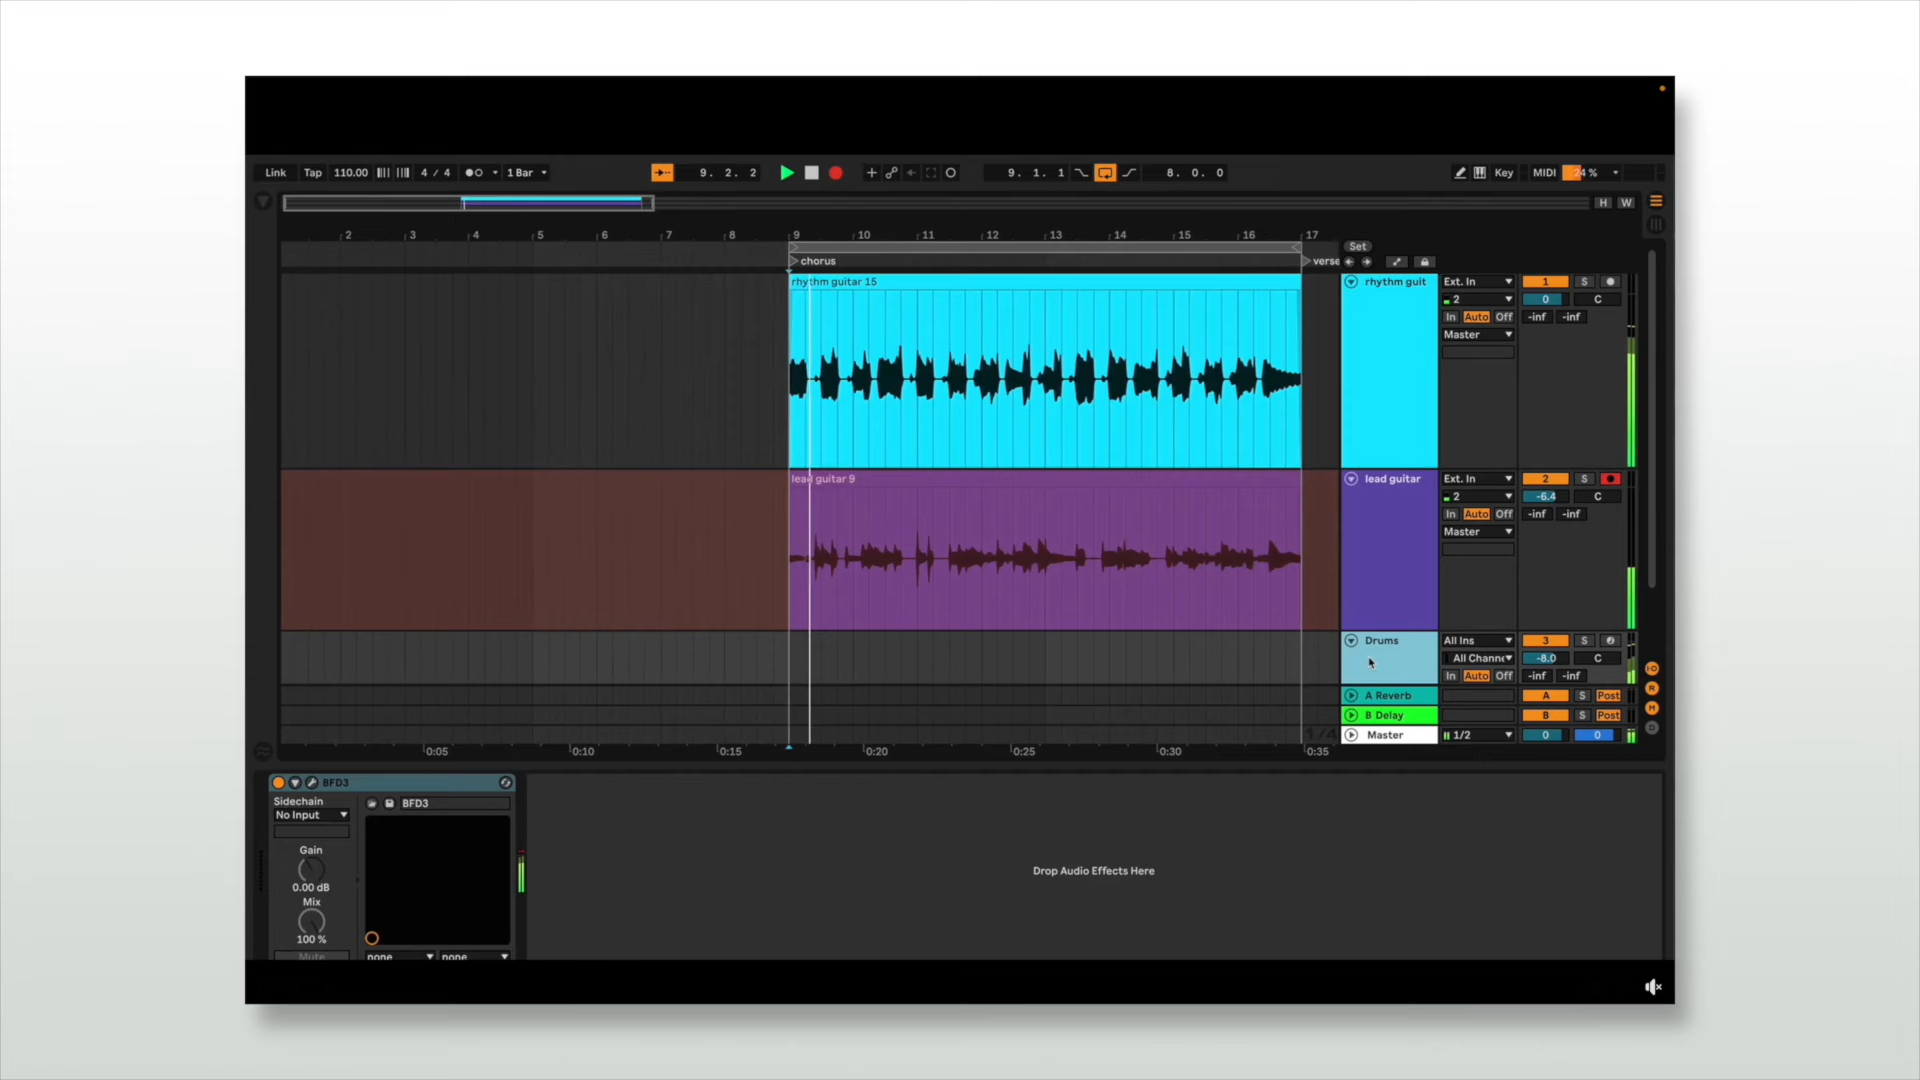 Link Tap 110.00 4 / 4 1 Bar 9. 2. 2 9. 1. 1 8. 0. 0 Key MIDI 24 %
H W
2 3 4 5 6 7 8 9 10 11 12 13 14 15 16 17
Set
chorus verse
rhythm guitar 15 rhythm guit Ext. In 1 S
2 0 C
In Auto Off -inf -inf
Master
lead guitar 9 lead guitar Ext. In 2 S
2 -6.4 C
In Auto Off -inf -inf
Master
Drums All Ins 3 S
All Channe -8.0 C
In Auto Off -inf -inf
A Reverb A S Post
B Delay B S Post
1/4 Master 1/2 0 0
0:05 0:10 0:15 0:20 0:25 0:30 0:35
BFD3
Sidechain
No Input
BFD3
Gain
0.00 dB
Mix
100 %
Mute none none
Drop Audio Effects Here